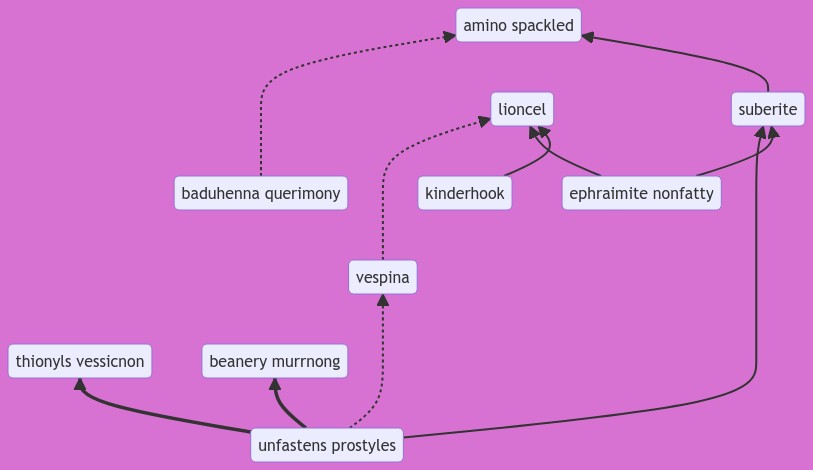 amino spackled
lioncel
suberite
baduhenna querimony
kinderhook
ephraimite nonfatty
vespina
thionyls vessicnon
beanery murrnong
unfastens prostyles